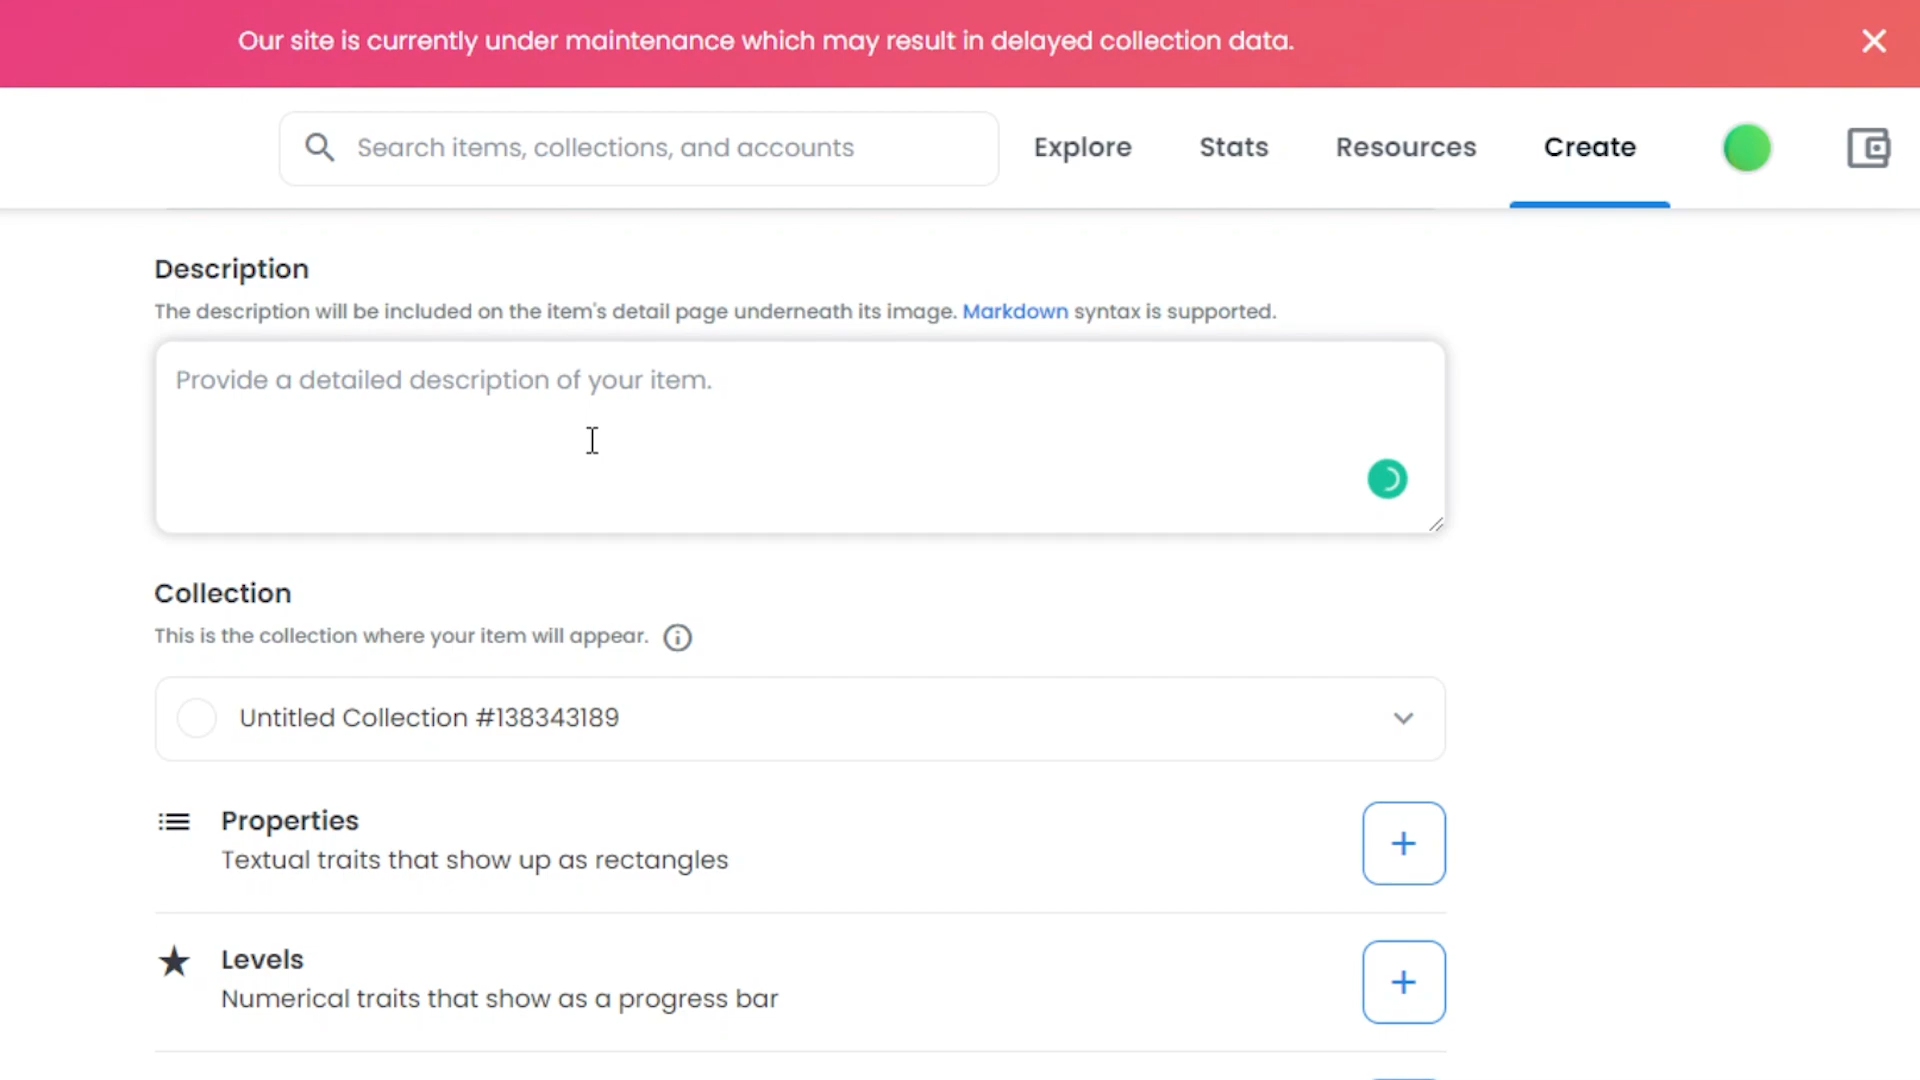 Our site is currently under maintenance which may result in delayed collection data.
Search items, collections, and accounts
Explore
Stats
Resources
Create
Description
The description will be included on the item's detail page underneath its image. Markdown syntax is supported.
Provide a detailed description of your item.
Collection
This is the collection where your item will appear.
Untitled Collection #138343189
Properties
Textual traits that show up as rectangles
Levels
Numerical traits that show as a progress bar